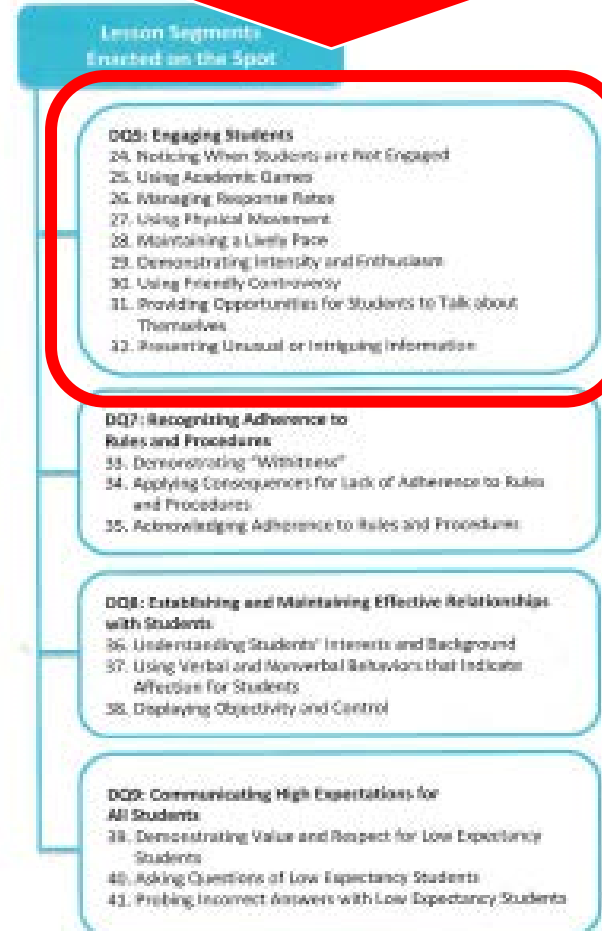 Lesson Segments
Enacted on the Spot
DQ5: Engaging Students
24. Noticing When Students are Not Engaged
25. Using Academic Games
26. Managing Response Rates
27. Using Physical Movement
28. Maintaining a Lively Pace
29. Demonstrating Intensity and Enthusiasm
30. Using Friendly Controversy
31. Providing Opportunities for Students to Talk about
Themselves
32. Presenting Unusual or Intriguing Information
DQ7: Recognizing Adherence to
Rules and Procedures
33. Demonstrating "Withitness"
34. Applying Consequences for Lack of Adherence to Rules
and Procedures
35. Acknowledging Adherence to Rules and Procedures
DQ8: Establishing and Maintaining Effective Relationships
with Students
36. Understanding Students' Interests and Background
37. Using Verbal and Nonverbal Behaviors that Indicate
Affection for Students
38. Displaying Objectivity and Control
DQ9: Communicating High Expectations for
All Students
39. Demonstrating Value and Respect for Low Expectancy
Students
40. Asking Questions of Low Expectancy Students
41. Probing Incorrect Answers with Low Expectancy Students